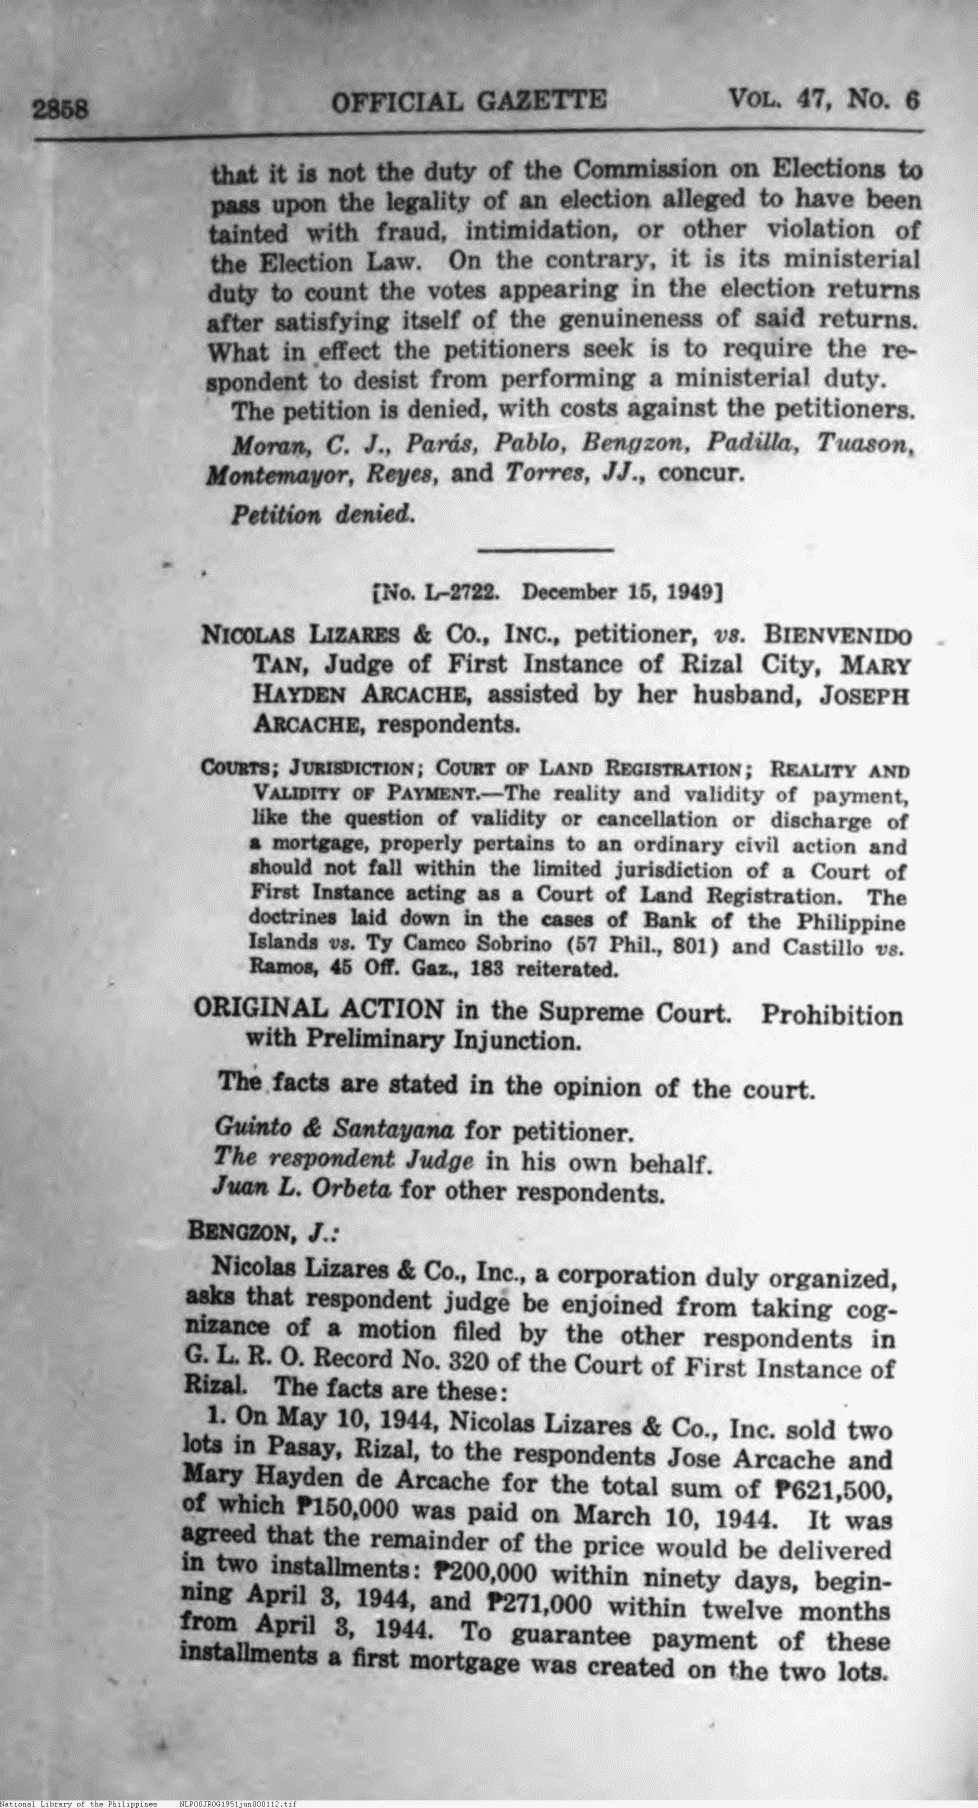 2858 OFFICIAL GAZETTE VOL. 47, NO. 6
that it is not the duty of the Commission on Elections to
pass upon the legality of an election alleged to have been
tainted with fraud, intimidation, or other violation of
the Election Law. On the contrary, it is its ministerial
duty to count the votes appearing in the election returns
after satisfying itself of the genuineness of said returns.
What in effect the petitioners seek is to require the re-
spondent to desist from performing a ministerial duty.
The petition is denied, with costs against the petitioners.
Moran, C. J., Parás, Pablo, Bengzon, Padilla, Tuason,
Montemayor, Reyes, and Torres, JJ., concur.
Petition denied.
[No. L-2722. December 15, 1949]
NICOLAS LIZARES & CO., INC., petitioner, vs. BIENVENIDO
TAN, Judge of First Instance of Rizal City, MARY
HAYDEN ARCACHE, assisted by her husband, JOSEPH
ARCACHE, respondents.
COURTS; JURISDICTION; COURT OF LAND REGISTRATION; REALITY AND
VALIDITY OF PAYMENT.—The reality and validity of payment,
like the question of validity or cancellation or discharge of
a mortgage, properly pertains to an ordinary civil action and
should not fall within the limited jurisdiction of a Court of
First Instance acting as a Court of Land Registration. The
doctrines laid down in the cases of Bank of the Philippine
Islands vs. Ty Camco Sobrino (57 Phil., 801) and Castillo vs.
Ramos, 45 Off. Gaz., 183 reiterated.
ORIGINAL ACTION in the Supreme Court. Prohibition
with Preliminary Injunction.
The facts are stated in the opinion of the court.
Guinto & Santayana for petitioner.
The respondent Judge in his own behalf.
Juan L. Orbeta for other respondents.
BENGZON, J.:
Nicolas Lizares & Co., Inc., a corporation duly organized,
asks that respondent judge be enjoined from taking cog-
nizance of a motion filed by the other respondents in
G. L. R. O. Record No. 320 of the Court of First Instance of
Rizal. The facts are these:
1. On May 10, 1944, Nicolas Lizares & Co., Inc. sold two
lots in Pasay, Rizal, to the respondents Jose Arcache and
Mary Hayden de Arcache for the total sum of ₱621,500,
of which ₱150,000 was paid on March 10, 1944. It was
agreed that the remainder of the price would be delivered
in two installments: ₱200,000 within ninety days, begin-
ning April 3, 1944, and ₱271,000 within twelve months
from April 3, 1944. To guarantee payment of these
installments a first mortgage was created on the two lots.
National Library of the Philippines NLPO0JR0G1951jun000112.tif